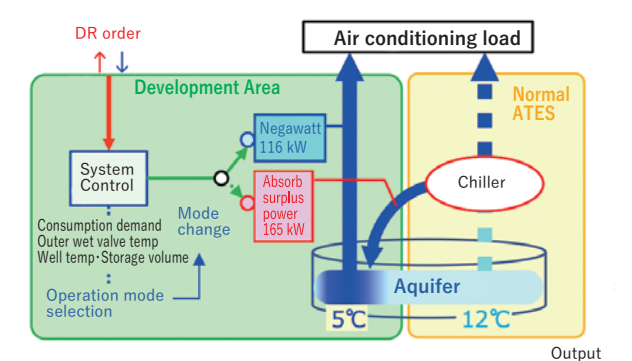 DR order
Air conditioning load
Development Area
Normal
ATES
Negawatt
116 kW
System
Control
Absorb
surplus
power
165 kW
Chiller
Mode
change
Consumption demand
Outer wet valve temp
Well temp・Storage volume
Operation mode
selection
Aquifer
5℃
12℃
Output